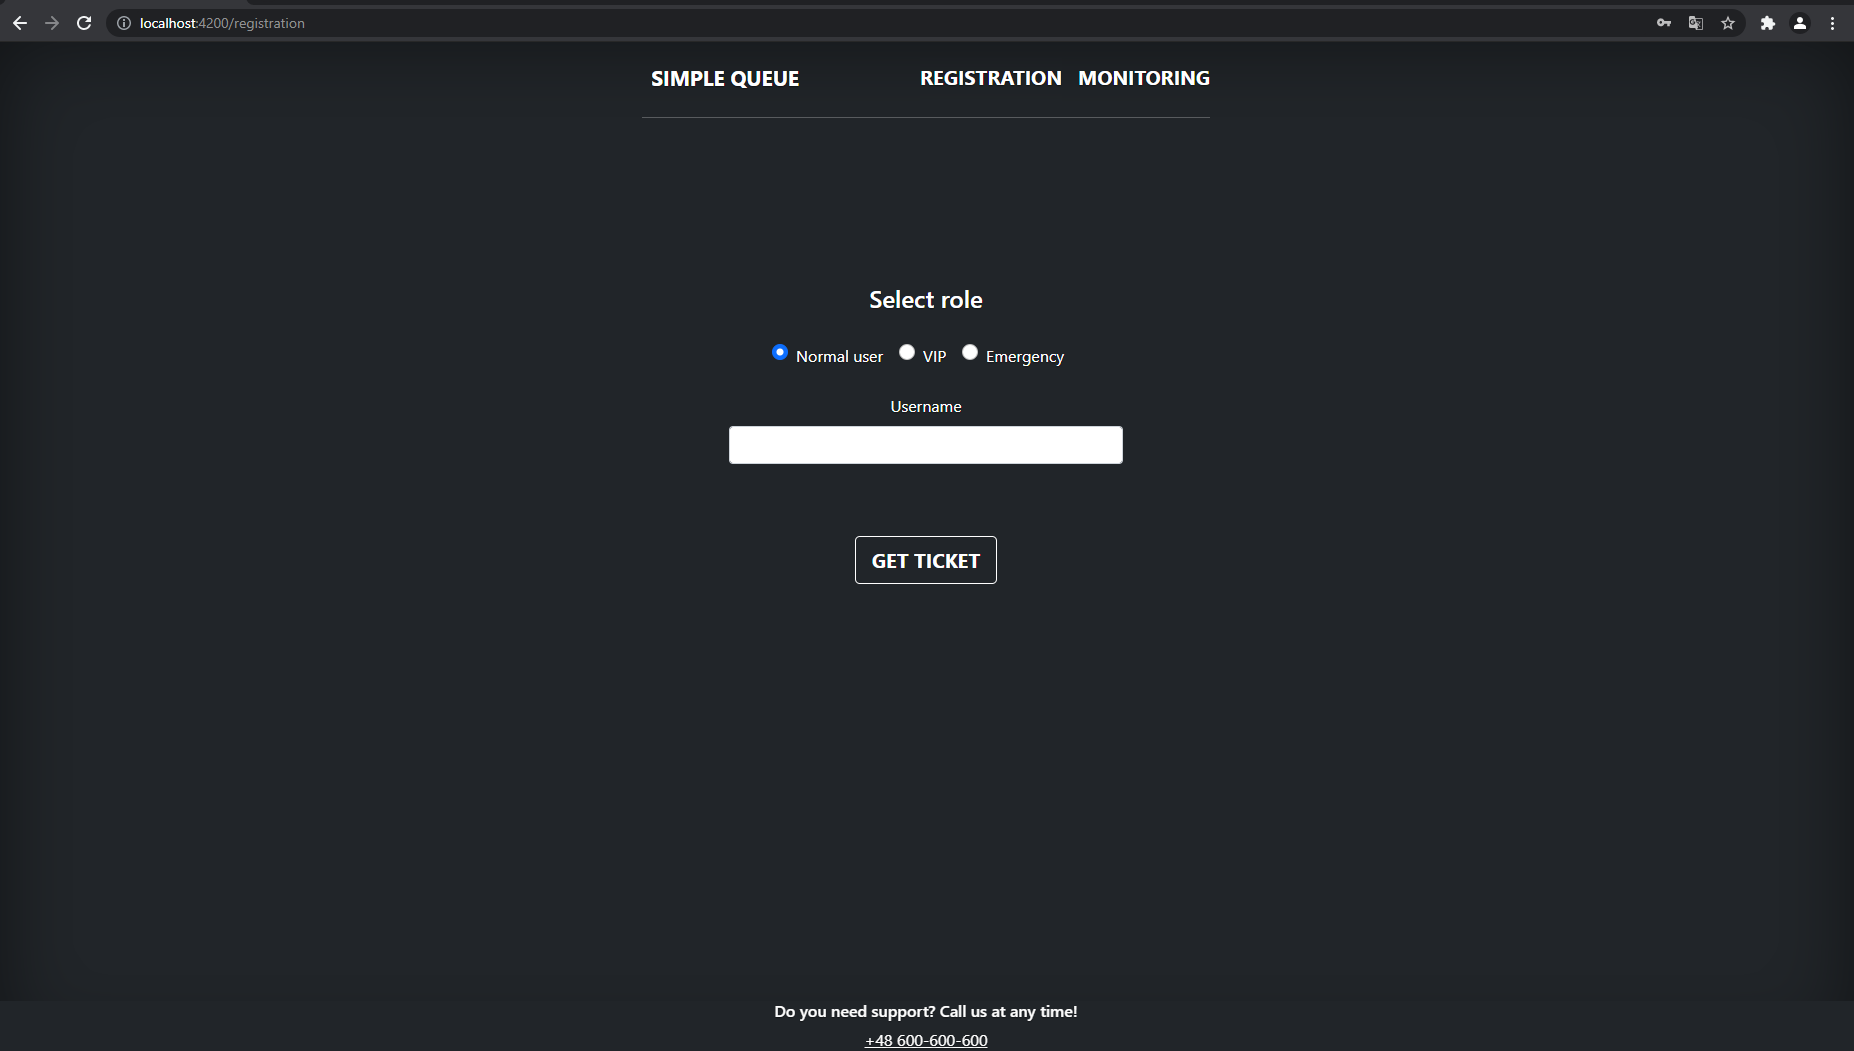 localhost:4200/registration
SIMPLE QUEUE REGISTRATION MONITORING
Select role
Normal user VIP Emergency
Username
GET TICKET
Do you need support? Call us at any time!
+48 600-600-600